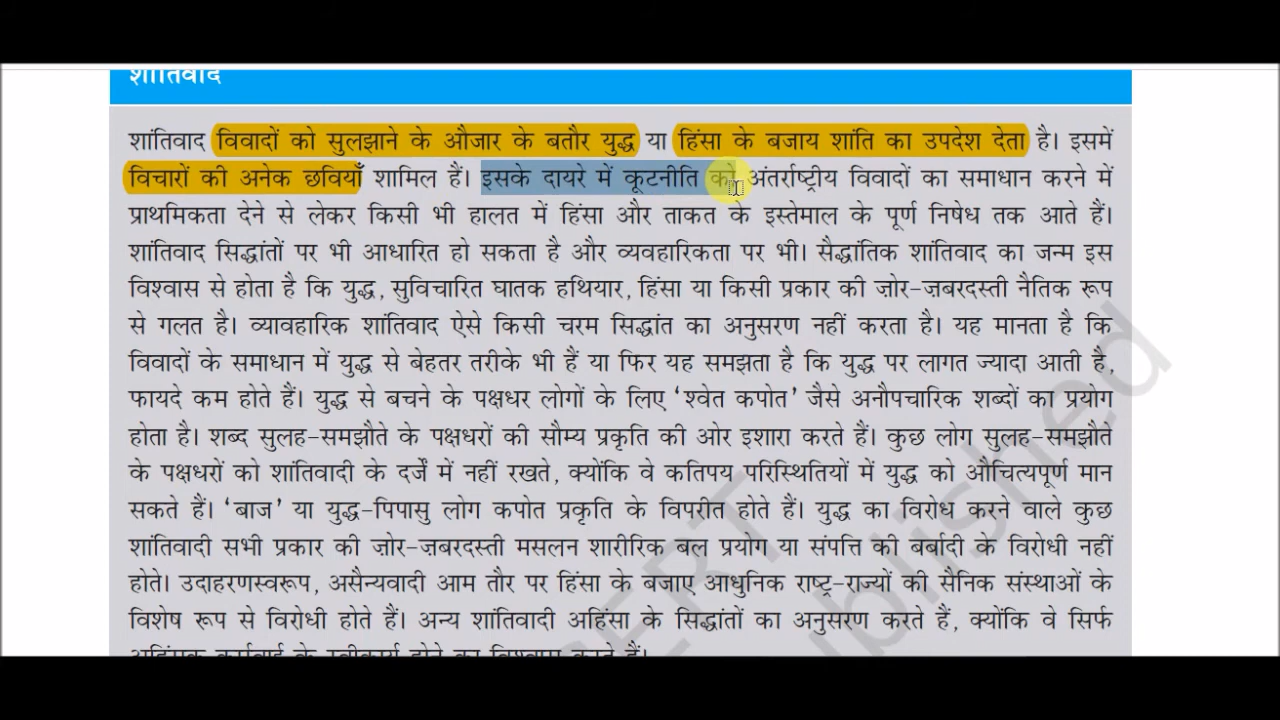 शांतिवाद
शांतिवाद विवादों को सुलझाने के औजार के बतौर युद्ध या हिंसा के बजाय शांति का उपदेश देता है। इसमें
विचारों की अनेक छवियाँ शामिल हैं। इसके दायरे में कूटनीति को अंतर्राष्ट्रीय विवादों का समाधान करने में
प्राथमिकता देने से लेकर किसी भी हालत में हिंसा और ताकत के इस्तेमाल के पूर्ण निषेध तक आते हैं।
शांतिवाद सिद्धांतों पर भी आधारित हो सकता है और व्यवहारिकता पर भी। सैद्धांतिक शांतिवाद का जन्म इस
विश्वास से होता है कि युद्ध, सुविचारित घातक हथियार, हिंसा या किसी प्रकार की ज़ोर-ज़बरदस्ती नैतिक रूप
से गलत है। व्यावहारिक शांतिवाद ऐसे किसी चरम सिद्धांत का अनुसरण नहीं करता है। यह मानता है कि
विवादों के समाधान में युद्ध से बेहतर तरीके भी हैं या फिर यह समझता है कि युद्ध पर लागत ज्यादा आती है,
फायदे कम होते हैं। युद्ध से बचने के पक्षधर लोगों के लिए ‘श्वेत कपोत’ जैसे अनौपचारिक शब्दों का प्रयोग
होता है। शब्द सुलह-समझौते के पक्षधरों की सौम्य प्रकृति की ओर इशारा करते हैं। कुछ लोग सुलह-समझौते
के पक्षधरों को शांतिवादी के दर्जे में नहीं रखते, क्योंकि वे कतिपय परिस्थितियों में युद्ध को औचित्यपूर्ण मान
सकते हैं। ‘बाज’ या युद्ध-पिपासु लोग कपोत प्रकृति के विपरीत होते हैं। युद्ध का विरोध करने वाले कुछ
शांतिवादी सभी प्रकार की ज़ोर-ज़बरदस्ती मसलन शारीरिक बल प्रयोग या संपत्ति की बर्बादी के विरोधी नहीं
होते। उदाहरणस्वरूप, असैन्यवादी आम तौर पर हिंसा के बजाए आधुनिक राष्ट्र-राज्यों की सैनिक संस्थाओं के
विशेष रूप से विरोधी होते हैं। अन्य शांतिवादी अहिंसा के सिद्धांतों का अनुसरण करते हैं, क्योंकि वे सिर्फ
अहिंसक कार्रवाई के स्वीकार्य होने का विश्वास करते हैं।